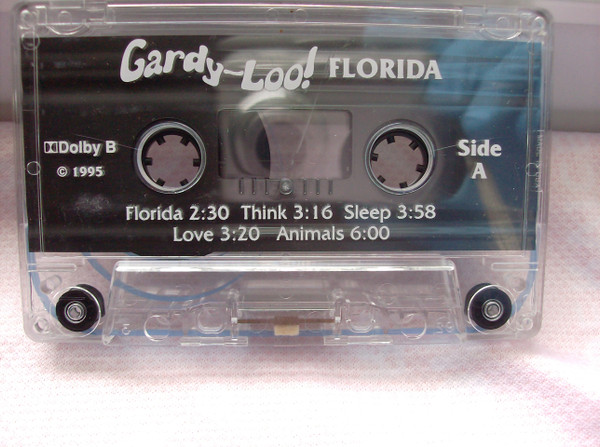 Gardy-Loo! FLORIDA
Dolby B
© 1995
Side
A
Florida 2:30 Think 3:16 Sleep 3:58
Love 3:20 Animals 6:00